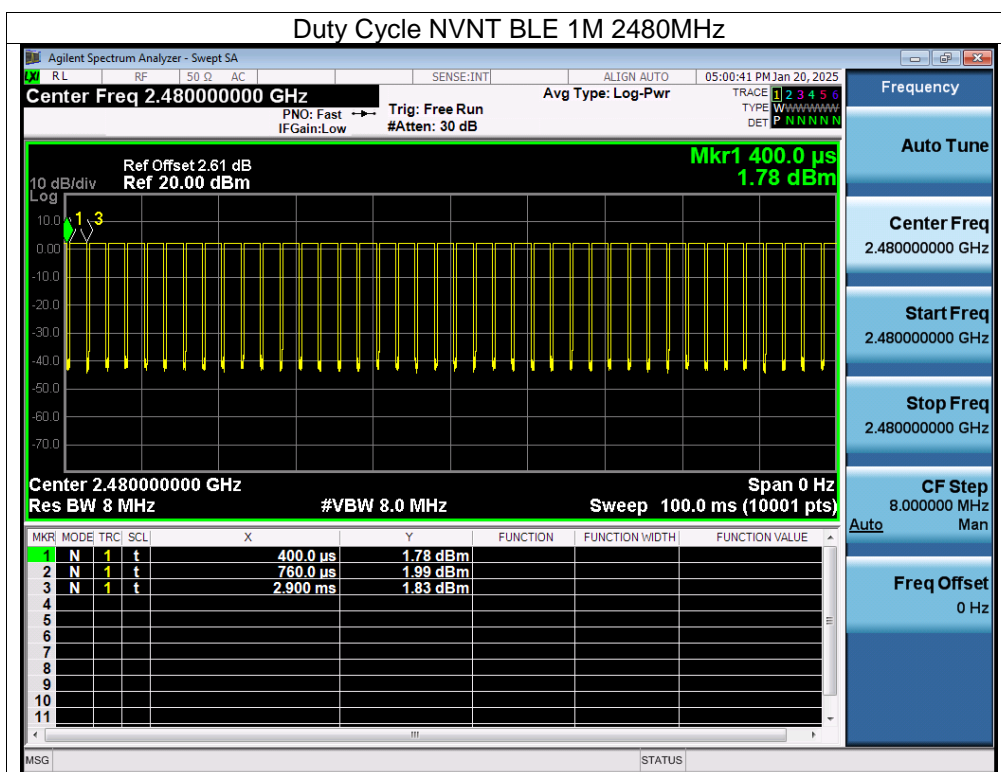 Duty Cycle NVNT BLE 1M 2480MHz
Agilent Spectrum Analyzer - Swept SA
LXI RL RF 50 Ω AC SENSE:INT ALIGN AUTO 05:00:41 PM Jan 20, 2025
Center Freq 2.480000000 GHz Avg Type: Log-Pwr TRACE 1 2 3 4 5 6
PNO: Fast Trig: Free Run TYPE WWWWWW
IFGain:Low #Atten: 30 dB DET P N N N N N
Mkr1 400.0 µs
1.78 dBm
Ref Offset 2.61 dB
10 dB/div Ref 20.00 dBm
Log
1 3
10.0
0.00
-10.0
-20.0
-30.0
-40.0
-50.0
-60.0
-70.0
Center 2.480000000 GHz Span 0 Hz
Res BW 8 MHz #VBW 8.0 MHz Sweep 100.0 ms (10001 pts)
MKR MODE TRC SCL X Y FUNCTION FUNCTION WIDTH FUNCTION VALUE
1 N 1 t 400.0 µs 1.78 dBm
2 N 1 t 760.0 µs 1.99 dBm
3 N 1 t 2.900 ms 1.83 dBm
4
5
6
7
8
9
10
11
MSG STATUS
Frequency
Auto Tune
Center Freq
2.480000000 GHz
Start Freq
2.480000000 GHz
Stop Freq
2.480000000 GHz
CF Step
8.000000 MHz
Auto Man
Freq Offset
0 Hz